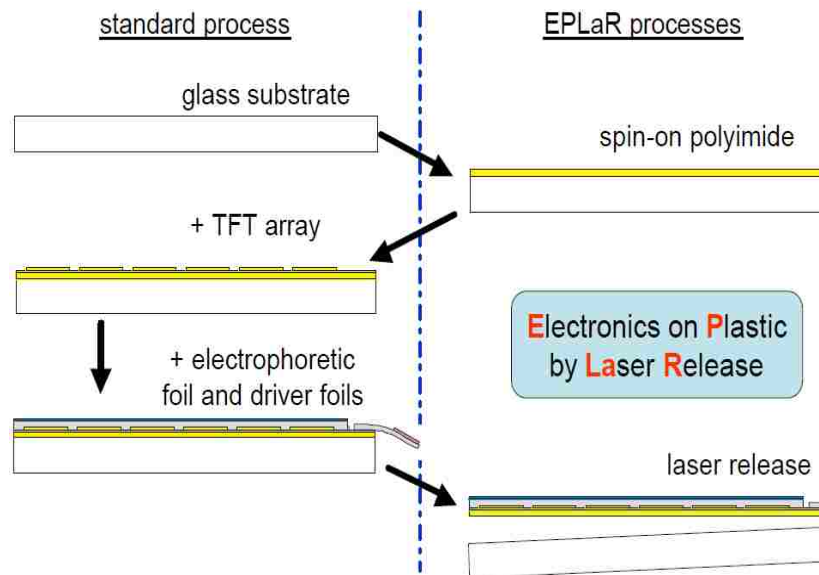 standard process
EPLaR processes
glass substrate
spin-on polyimide
+ TFT array
Electronics on Plastic
by Laser Release
+ electrophoretic
foil and driver foils
laser release